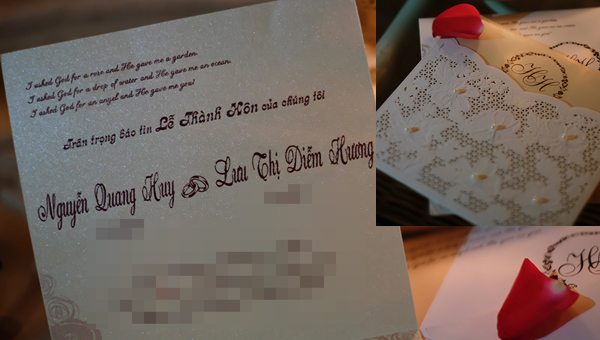 I asked God for a rose and He gave me a garden.
I asked God for a drop of water and He gave me an ocean.
I asked God for an angel and He gave me you!
Trân trọng báo tin Lễ Thành Hôn của chúng tôi
Nguyễn Quang Huy Lưu Thị Diễm Hương
HH